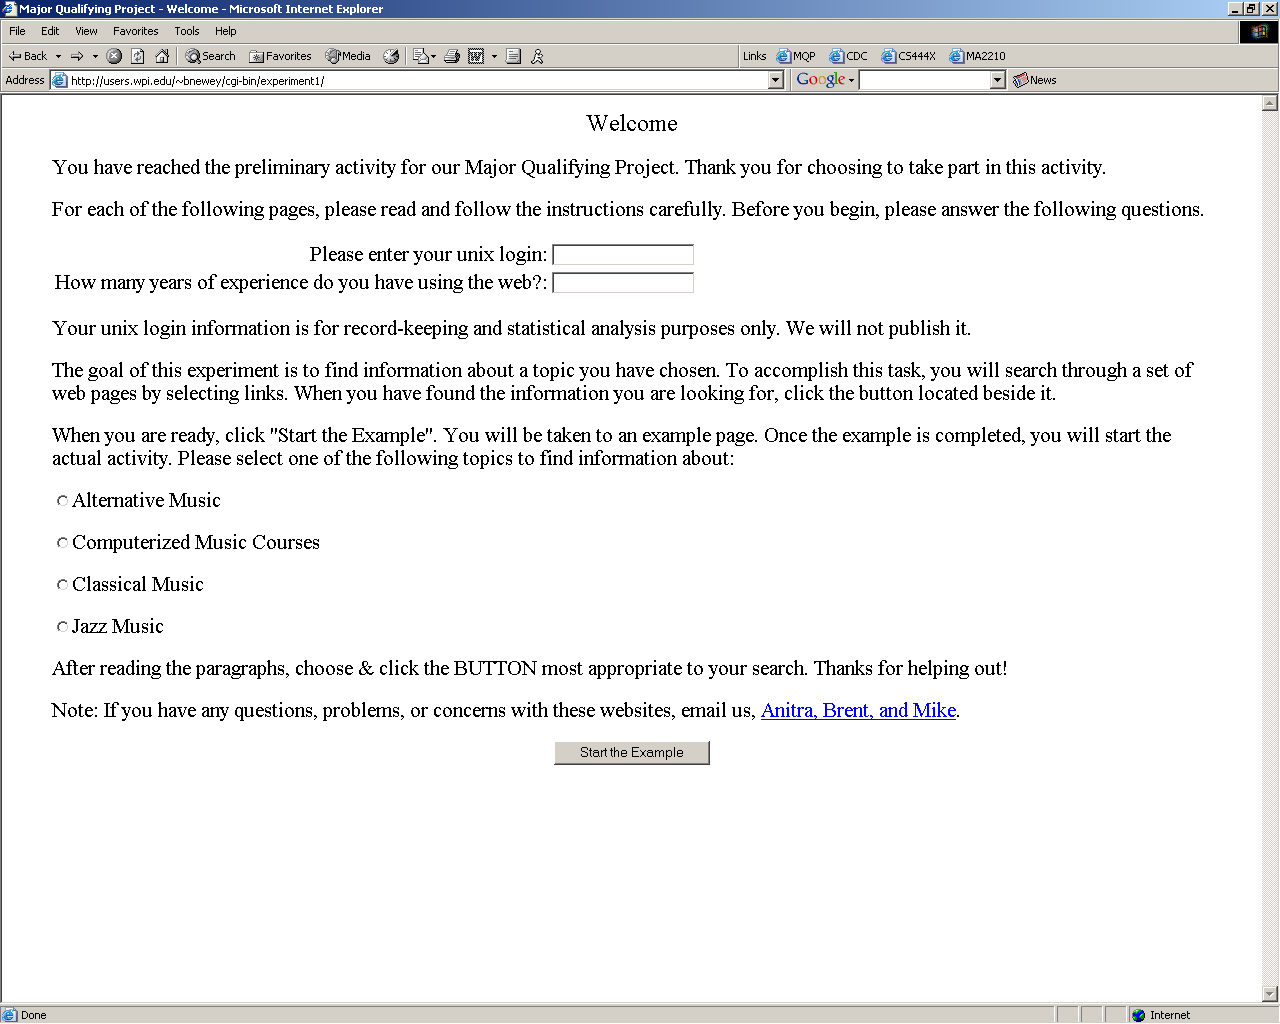 Major Qualifying Project - Welcome - Microsoft Internet Explorer
File Edit View Favorites Tools Help
Back Search Favorites Media Links MQP CDC CS444X MA2210
Address http://users.wpi.edu/~bnewey/cgi-bin/experiment1/ Google News
Welcome
You have reached the preliminary activity for our Major Qualifying Project. Thank you for choosing to take part in this activity.
For each of the following pages, please read and follow the instructions carefully. Before you begin, please answer the following questions.
Please enter your unix login:
How many years of experience do you have using the web?:
Your unix login information is for record-keeping and statistical analysis purposes only. We will not publish it.
The goal of this experiment is to find information about a topic you have chosen. To accomplish this task, you will search through a set of
web pages by selecting links. When you have found the information you are looking for, click the button located beside it.
When you are ready, click "Start the Example". You will be taken to an example page. Once the example is completed, you will start the
actual activity. Please select one of the following topics to find information about:
Alternative Music
Computerized Music Courses
Classical Music
Jazz Music
After reading the paragraphs, choose & click the BUTTON most appropriate to your search. Thanks for helping out!
Note: If you have any questions, problems, or concerns with these websites, email us, Anitra, Brent, and Mike.
Start the Example
Done Internet